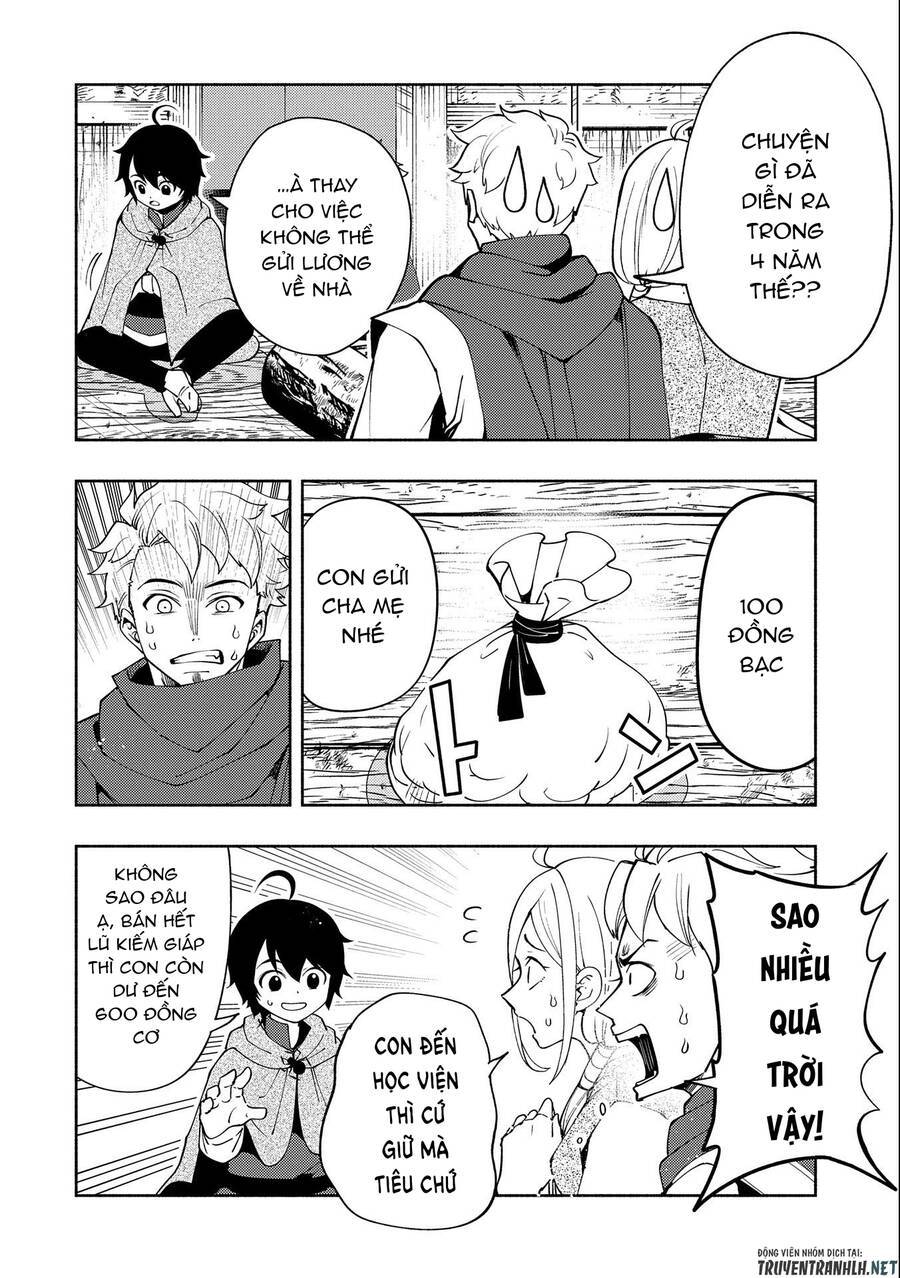 CHUYỆN
GÌ ĐÃ
DIỄN RA
TRONG
4 NĂM
THẾ??
...À THAY
CHO VIỆC
KHÔNG THỂ
GỬI LƯƠNG
VỀ NHÀ
100
ĐỒNG
BẠC
CON GỬI
CHA MẸ
NHÉ
トン
SAO
NHIỀU
QUÁ
TRỜI
VẬY!
CON ĐẾN
HỌC VIỆN
THÌ CỨ
GIỮ MÀ
TIÊU CHỨ
KHÔNG
SAO ĐÂU
Ạ, BÁN HẾT
LŨ KIẾM GIÁP
THÌ CON CÒN
DƯ ĐẾN
600 ĐỒNG
CƠ
ĐỘNG VIÊN NHÓM DỊCH TẠI:
TRUYENTRANHLH.NET